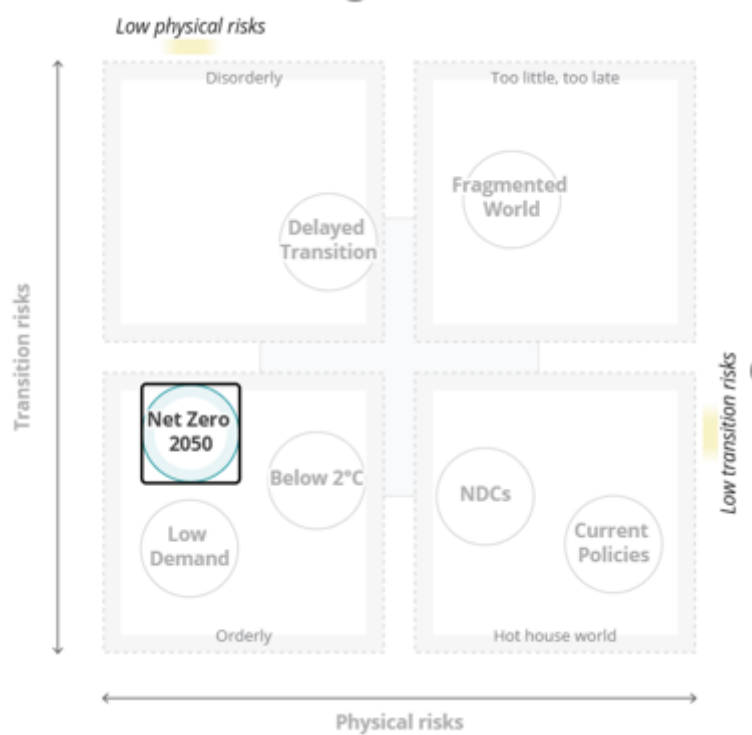 Low physical risks
Disorderly
Too little, too late
Fragmented
World
Delayed
Transition
Transition risks
Low transition risks
Net Zero
2050
Below 2°C
NDCs
Low
Demand
Current
Policies
Orderly
Hot house world
Physical risks